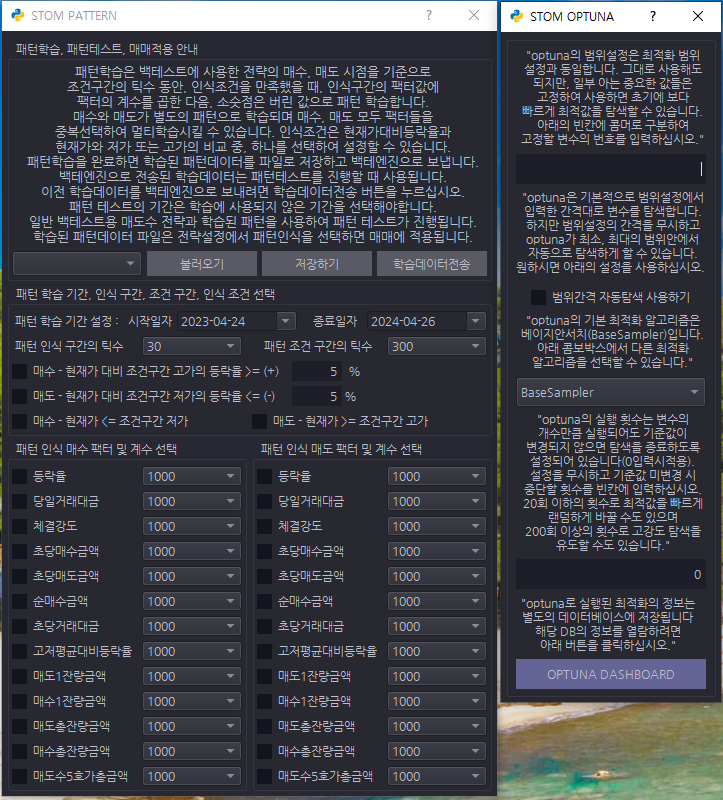 STOM PATTERN
패턴학습, 패턴테스트, 매매적용 안내
패턴학습은 백테스트에 사용한 전략의 매수, 매도 시점을 기준으로
조건구간의 틱수 동안, 인식조건을 만족했을 때, 인식구간의 팩터값에
팩터의 계수를 곱한 다음, 소숫점은 버린 값으로 패턴 학습합니다.
매수와 매도가 별도의 패턴으로 학습되며 매수, 매도 모두 팩터들을
중복선택하여 멀티학습시킬 수 있습니다. 인식조건은 현재가대비등락율과
현재가와 저가 또는 고가의 비교 중, 하나를 선택하여 설정할 수 있습니다.
패턴학습을 완료하면 학습된 패턴데이터를 파일로 저장하고 백테엔진으로 보냅니다.
백테엔진으로 전송된 학습데이터는 패턴테스트를 진행할 때 사용됩니다.
이전 학습데이터를 백테엔진으로 보내려면 학습데이터전송 버튼을 누르십시오.
패턴 테스트의 기간은 학습에 사용되지 않은 기간을 선택해야합니다.
일반 백테스트용 매도수 전략과 학습된 패턴을 사용하여 패턴 테스트가 진행됩니다.
학습된 패턴데이터 파일은 전략설정에서 패턴인식을 선택하면 매매에 적용됩니다.
불러오기 저장하기 학습데이터전송
패턴 학습 기간, 인식 구간, 조건 구간, 인식 조건 선택
패턴 학습 기간 설정 : 시작일자 2023-04-24 종료일자 2024-04-26
패턴 인식 구간의 틱수 30 패턴 조건 구간의 틱수 300
매수 - 현재가 대비 조건구간 고가의 등락율 >= (+) 5 %
매도 - 현재가 대비 조건구간 저가의 등락율 <= (-) 5 %
매수 - 현재가 <= 조건구간 저가 매도 - 현재가 >= 조건구간 고가
패턴 인식 매수 팩터 및 계수 선택 패턴 인식 매도 팩터 및 계수 선택
등락율 1000 등락율 1000
당일거래대금 1000 당일거래대금 1000
체결강도 1000 체결강도 1000
초당매수금액 1000 초당매수금액 1000
초당매도금액 1000 초당매도금액 1000
순매수금액 1000 순매수금액 1000
초당거래대금 1000 초당거래대금 1000
고저평균대비등락율 1000 고저평균대비등락율 1000
매도1잔량금액 1000 매도1잔량금액 1000
매수1잔량금액 1000 매수1잔량금액 1000
매도총잔량금액 1000 매도총잔량금액 1000
매수총잔량금액 1000 매수총잔량금액 1000
매도수5호가총금액 1000 매도수5호가총금액 1000
STOM OPTUNA
"optuna의 범위설정은 최적화 범위
설정과 동일합니다. 그대로 사용해도
되지만, 일부 아는 중요한 값들은
고정하여 사용하면 초기에 보다
빠르게 최적값을 탐색할 수 있습니다.
아래의 빈칸에 콤머로 구분하여
고정할 변수의 번호를 입력하십시오."
"optuna은 기본적으로 범위설정에서
입력한 간격대로 변수를 탐색합니다.
하지만 범위설정의 간격을 무시하고
optuna가 최소, 최대의 범위안에서
자동으로 탐색하게 할 수 있습니다.
원하시면 아래의 설정을 사용하십시오.
범위간격 자동탐색 사용하기
"optuna의 기본 최적화 알고리즘은
베이지안서치(BaseSampler)입니다.
아래 콤보박스에서 다른 최적화
알고리즘을 선택할 수 있습니다."
BaseSampler
"optuna의 실행 횟수는 변수의
개수만큼 실행되어도 기준값이
변경되지 않으면 탐색을 종료하도록
설정되어 있습니다(0입력시적용).
설정을 무시하고 기준값 미변경 시
중단할 횟수를 빈칸에 입력하십시오.
20회 이하의 횟수로 최적값을 빠르게
랜덤하게 바꿀 수도 있으며
200회 이상의 횟수로 고강도 탐색을
유도할 수도 있습니다."
0
"optuna로 실행된 최적화의 정보는
별도의 데이터베이스에 저장됩니다
해당 DB의 정보를 열람하려면
아래 버튼을 클릭하십시오."
OPTUNA DASHBOARD